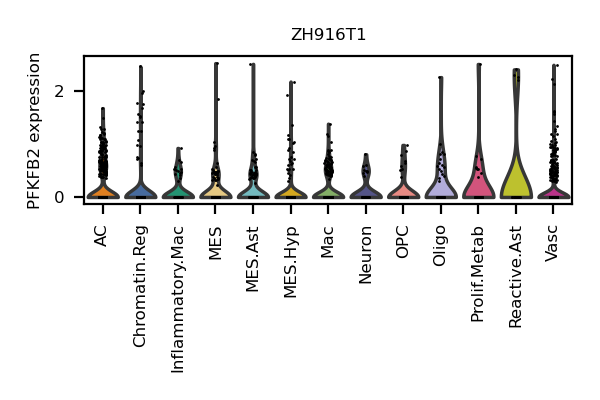 ZH916T1
PFKFB2 expression
2
0
AC
Chromatin.Reg
Inflammatory.Mac
MES
MES.Ast
MES.Hyp
Mac
Neuron
OPC
Oligo
Prolif.Metab
Reactive.Ast
Vasc